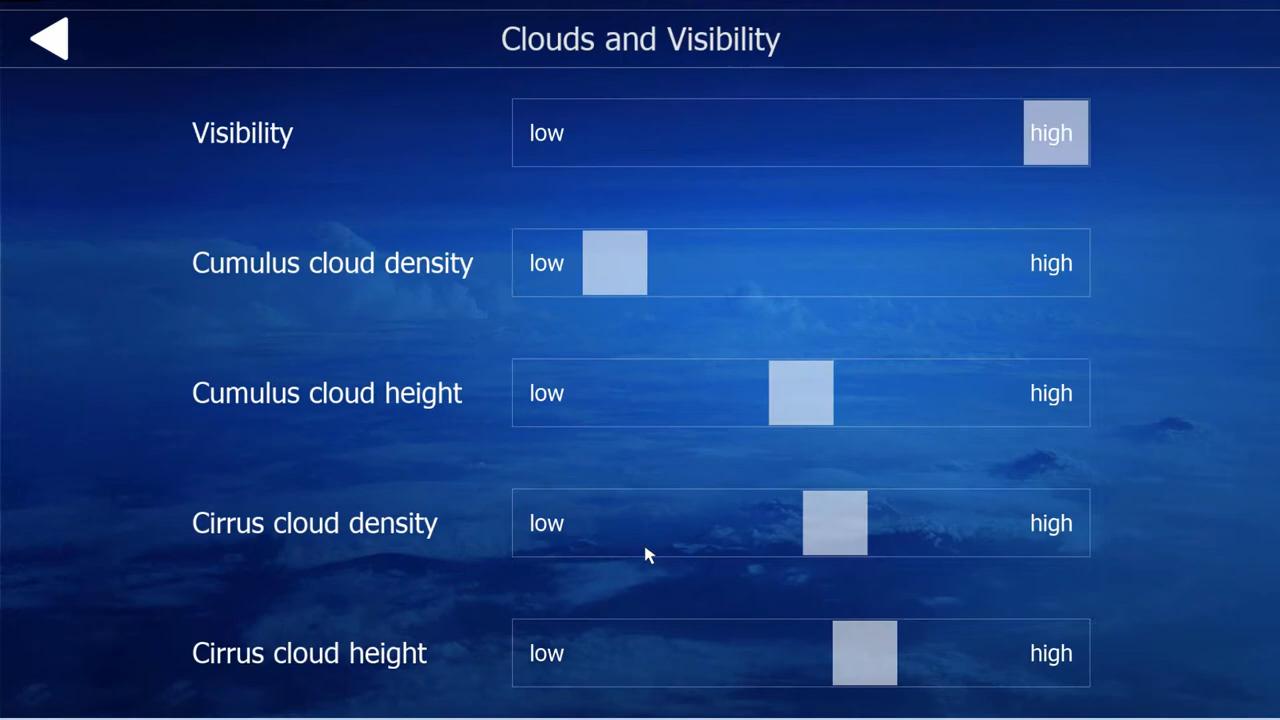 Clouds and Visibility
Visibility low high
Cumulus cloud density low high
Cumulus cloud height low high
Cirrus cloud density low high
Cirrus cloud height low high